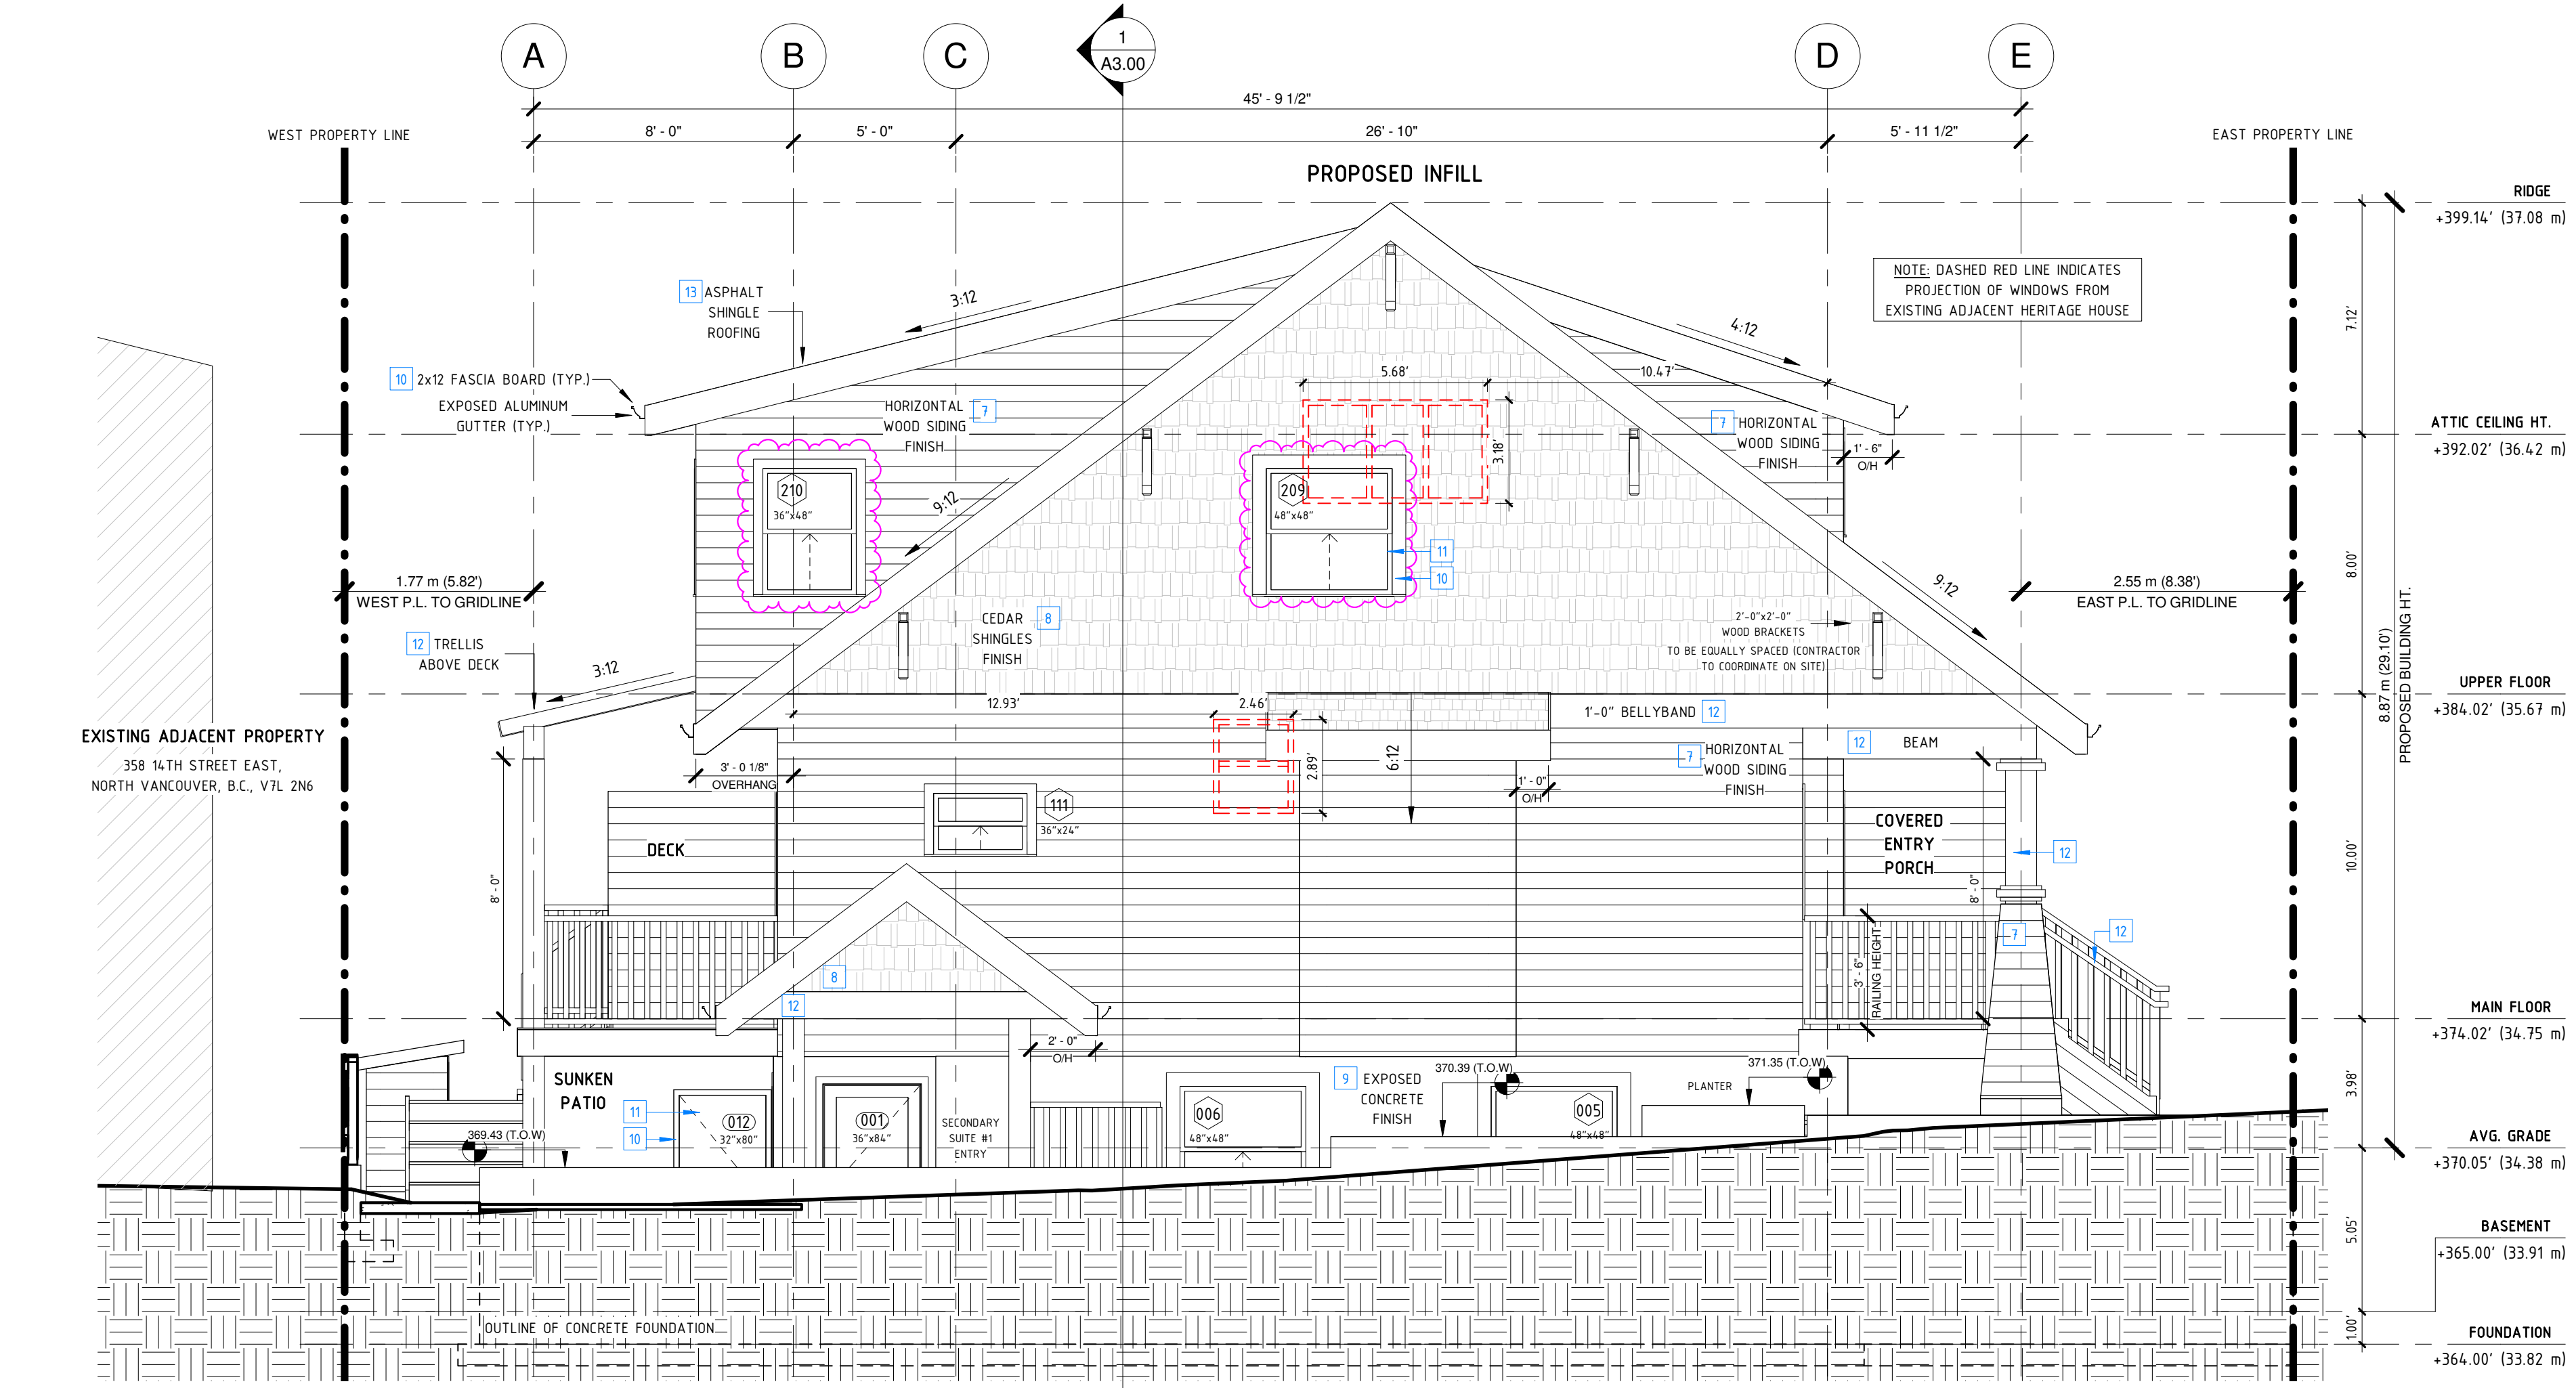 A
B
C
1
A3.00
D
E
45' - 9 1/2"
8' - 0"
5' - 0"
26' - 10"
5' - 11 1/2"
WEST PROPERTY LINE
EAST PROPERTY LINE
PROPOSED INFILL
RIDGE
+399.14' (37.08 m)
NOTE: DASHED RED LINE INDICATES
PROJECTION OF WINDOWS FROM
EXISTING ADJACENT HERITAGE HOUSE
13 ASPHALT
SHINGLE
ROOFING
3:12
4:12
7.12'
10 2x12 FASCIA BOARD (TYP.)
EXPOSED ALUMINUM
GUTTER (TYP.)
5.68'
10.47'
HORIZONTAL 7
WOOD SIDING
FINISH
7 HORIZONTAL
WOOD SIDING
FINISH
ATTIC CEILING HT.
+392.02' (36.42 m)
1' - 6"
O/H
3.18'
210
36"x48"
9:12
209
48"x48"
11
10
8.00'
9:12
1.77 m (5.82')
WEST P.L. TO GRIDLINE
2.55 m (8.38')
EAST P.L. TO GRIDLINE
12 TRELLIS
ABOVE DECK
3:12
CEDAR 8
SHINGLES
FINISH
2'-0"x2'-0"
WOOD BRACKETS
TO BE EQUALLY SPACED (CONTRACTOR
TO COORDINATE ON SITE)
8.87 m (29.10')
PROPOSED BUILDING HT.
UPPER FLOOR
+384.02' (35.67 m)
12.93'
2.46'
1'-0" BELLYBAND 12
EXISTING ADJACENT PROPERTY
358 14TH STREET EAST,
NORTH VANCOUVER, B.C., V7L 2N6
12 BEAM
7 HORIZONTAL
WOOD SIDING
FINISH
3' - 0 1/8"
OVERHANG
2.89'
6:12
1' - 0"
O/H
111
36"x24"
DECK
COVERED
ENTRY
PORCH
12
10.00'
8' - 0"
8' - 0"
7
12
3' - 6"
RAILING HEIGHT
8
12
MAIN FLOOR
+374.02' (34.75 m)
2' - 0"
O/H
SUNKEN
PATIO
11
10
012
32"x80"
001
36"x84"
SECONDARY
SUITE #1
ENTRY
006
48"x48"
9 EXPOSED
CONCRETE
FINISH
370.39 (T.O.W)
005
48"x48"
PLANTER
371.35 (T.O.W)
3.98'
369.43 (T.O.W)
AVG. GRADE
+370.05' (34.38 m)
5.05'
BASEMENT
+365.00' (33.91 m)
OUTLINE OF CONCRETE FOUNDATION
1.00'
FOUNDATION
+364.00' (33.82 m)